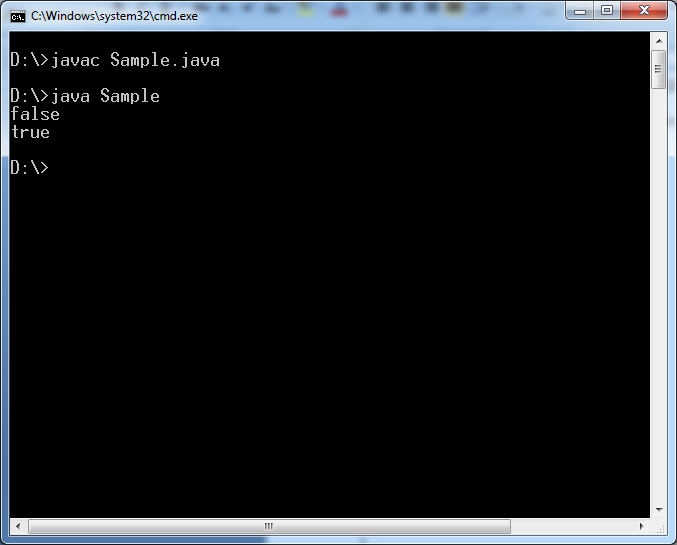 C:\Windows\system32\cmd.exe
D:\>javac Sample.java
D:\>java Sample
false
true
D:\>